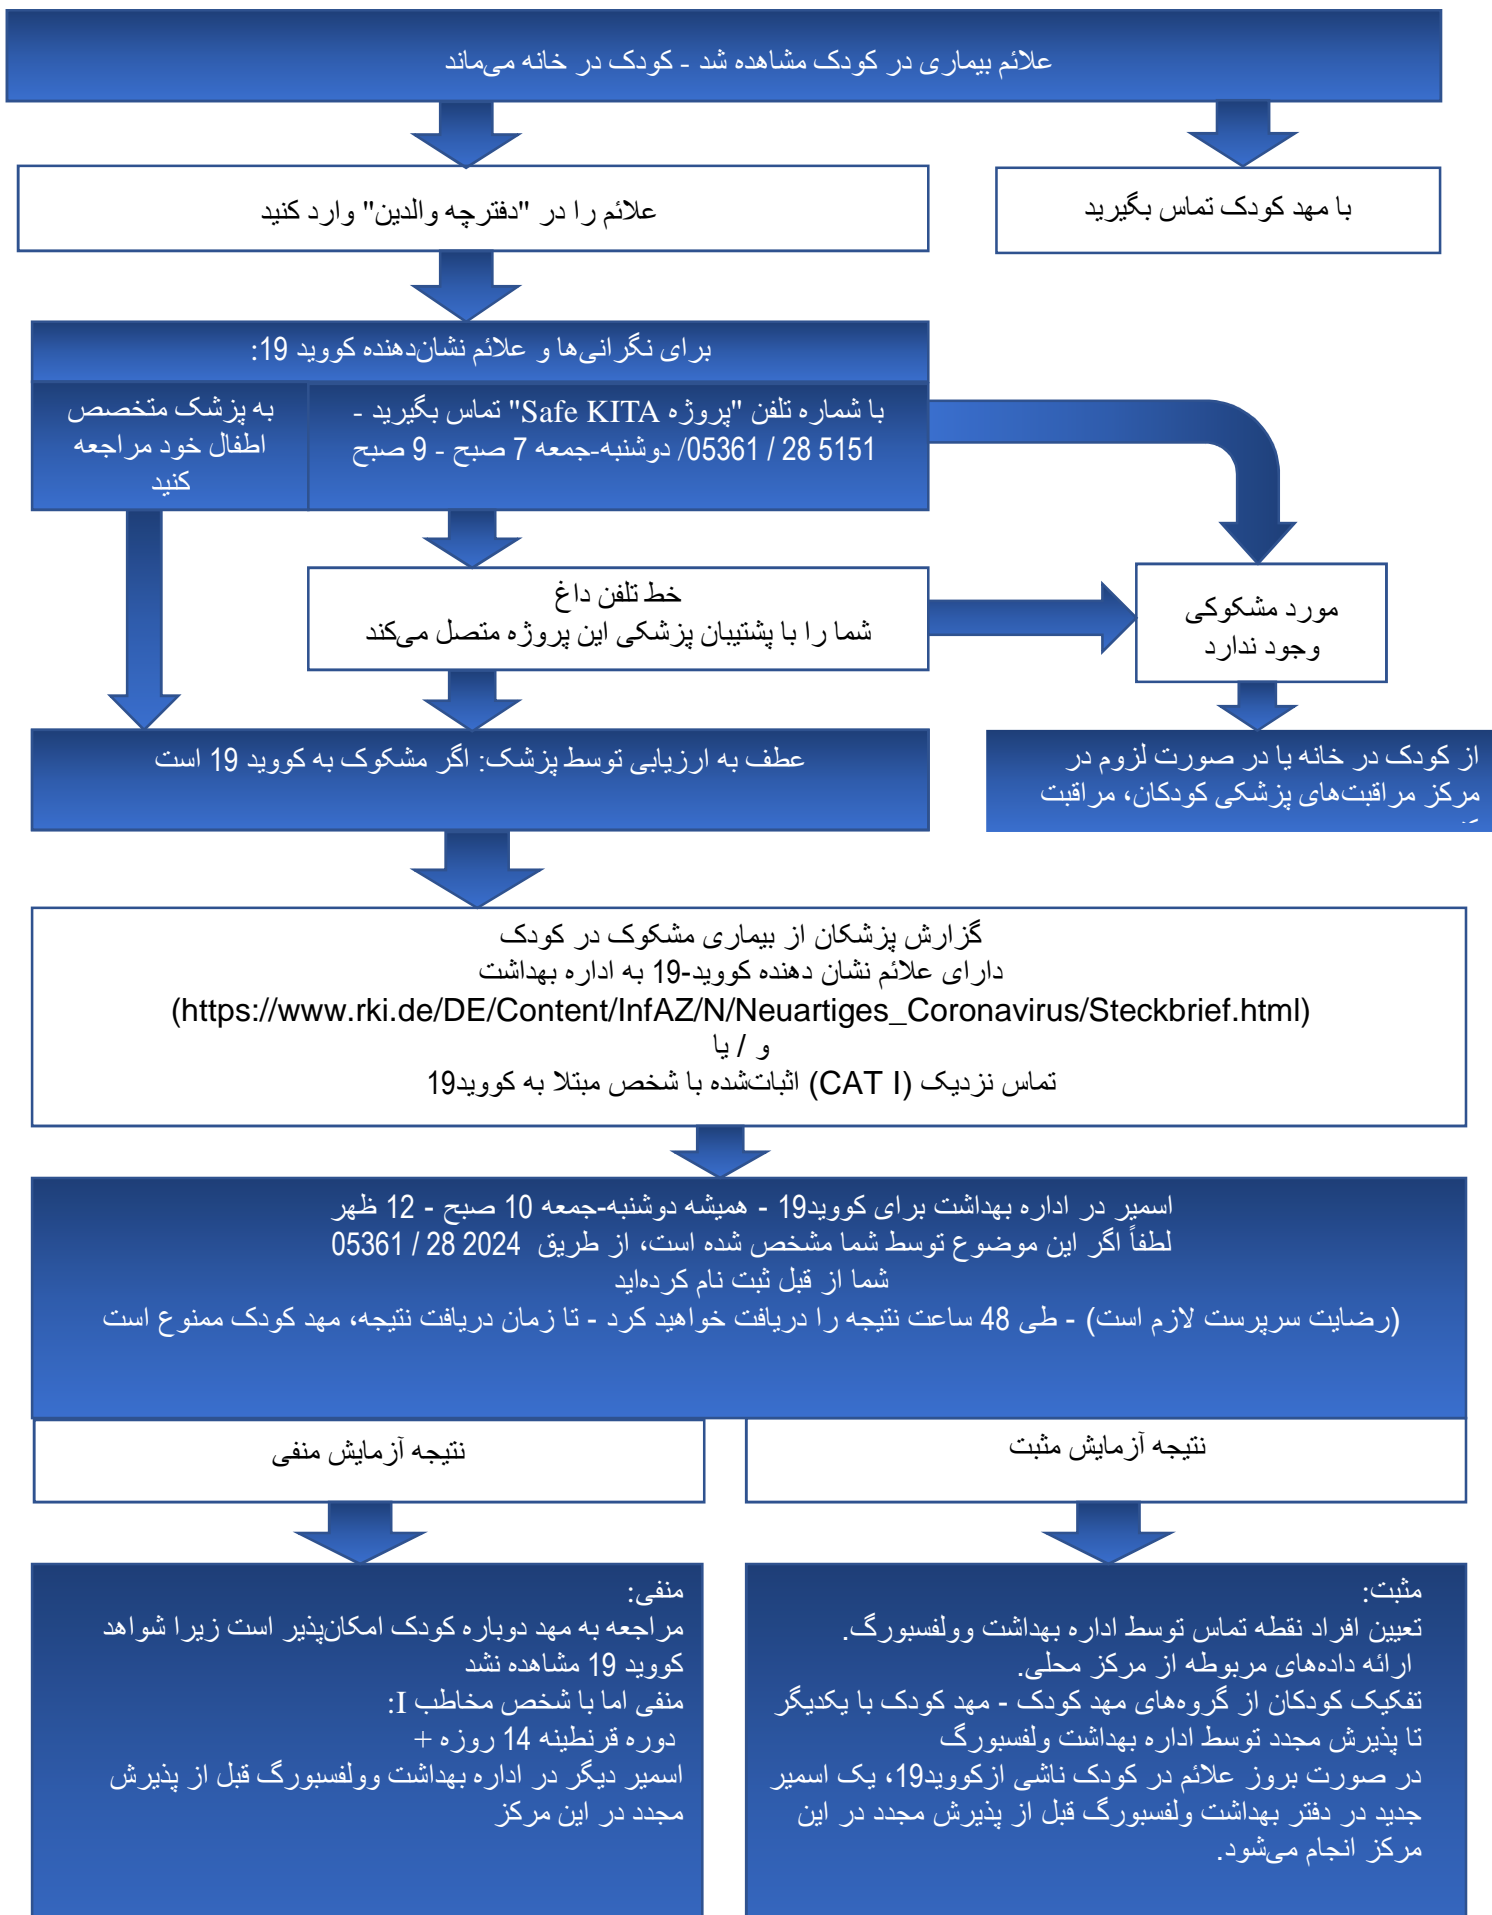 علائم بیماری در کودک مشاهده شد - کودک در خانه می‌ماند
با مهد کودک تماس بگیرید
علائم را در "دفترچه والدین" وارد کنید
برای نگرانی‌ها و علائم نشان‌دهنده کووید 19:
با شماره تلفن "پروژه Safe KITA" تماس بگیرید -
05361 / 28 5151/ دوشنبه-جمعه 7 صبح - 9 صبح
به پزشک متخصص
اطفال خود مراجعه
کنید
خط تلفن داغ
شما را با پشتیبان پزشکی این پروژه متصل می‌کند
مورد مشکوکی
وجود ندارد
عطف به ارزیابی توسط پزشک: اگر مشکوک به کووید 19 است
از کودک در خانه یا در صورت لزوم در
مرکز مراقبت‌های پزشکی کودکان، مراقبت
گزارش پزشکان از بیماری مشکوک در کودک
دارای علائم نشان دهنده کووید-19 به اداره بهداشت
(https://www.rki.de/DE/Content/InfAZ/N/Neuartiges_Coronavirus/Steckbrief.html)
و / یا
تماس نزدیک (CAT I) اثبات‌شده با شخص مبتلا به کووید19
اسمیر در اداره بهداشت برای کووید19 - همیشه دوشنبه-جمعه 10 صبح - 12 ظهر
لطفاً اگر این موضوع توسط شما مشخص شده است، از طریق 2024 28 / 05361
شما از قبل ثبت نام کرده‌اید
(رضایت سرپرست لازم است) - طی 48 ساعت نتیجه را دریافت خواهید کرد - تا زمان دریافت نتیجه، مهد کودک ممنوع است
نتیجه آزمایش مثبت
نتیجه آزمایش منفی
مثبت:
تعیین افراد نقطه تماس توسط اداره بهداشت وولفسبورگ.
ارائه داده‌های مربوطه از مرکز محلی.
تفکیک کودکان از گروه‌های مهد کودک - مهد کودک با یکدیگر
تا پذیرش مجدد توسط اداره بهداشت ولفسبورگ
در صورت بروز علائم در کودک ناشی ازکووید19، یک اسمیر
جدید در دفتر بهداشت ولفسبورگ قبل از پذیرش مجدد در این
مرکز انجام می‌شود.
منفی:
مراجعه به مهد دوباره کودک امکان‌پذیر است زیرا شواهد
کووید 19 مشاهده نشد
منفی اما با شخص مخاطب I:
دوره قرنطینه 14 روزه +
اسمیر دیگر در اداره بهداشت وولفسبورگ قبل از پذیرش
مجدد در این مرکز